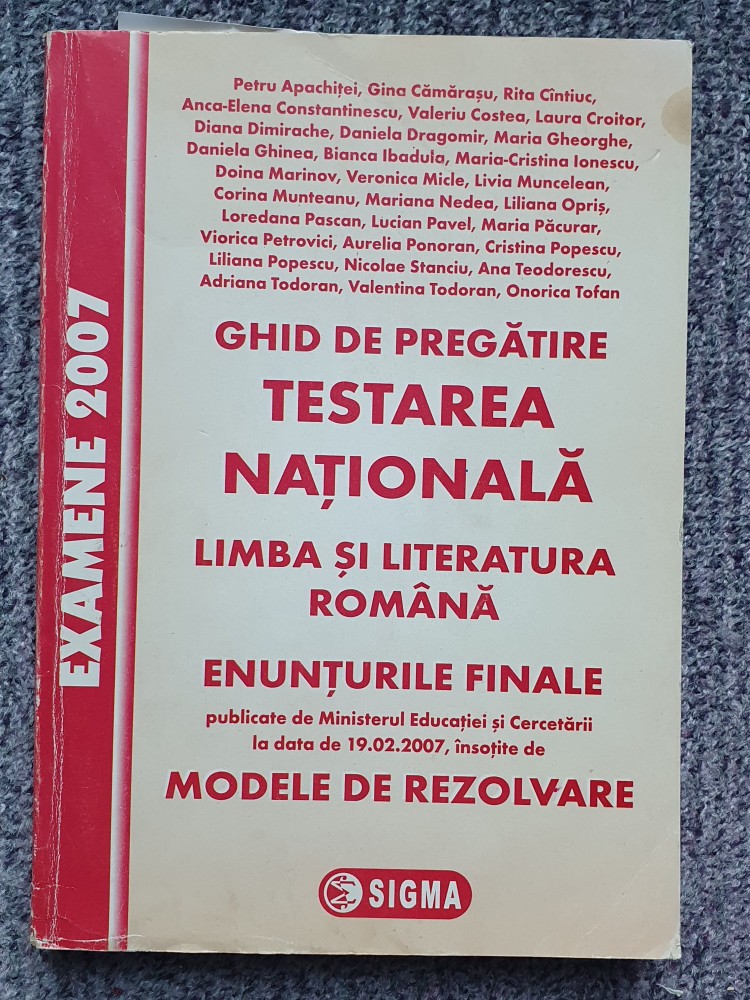 Petru Apachiței, Gina Cămărașu, Rita Cîntiuc,
Anca-Elena Constantinescu, Valeriu Costea, Laura Croitor,
Diana Dimirache, Daniela Dragomir, Maria Gheorghe,
Daniela Ghinea, Bianca Ibadula, Maria-Cristina Ionescu,
Doina Marinov, Veronica Micle, Livia Muncelean,
Corina Munteanu, Mariana Nedea, Liliana Opriș,
Loredana Pascan, Lucian Pavel, Maria Păcurar,
Viorica Petrovici, Aurelia Ponoran, Cristina Popescu,
Liliana Popescu, Nicolae Stanciu, Ana Teodorescu,
Adriana Todoran, Valentina Todoran, Onorica Tofan
EXAMENE 2007
GHID DE PREGĂTIRE
TESTAREA
NAȚIONALĂ
LIMBA ȘI LITERATURA
ROMÂNĂ
ENUNȚURILE FINALE
publicate de Ministerul Educației și Cercetării
la data de 19.02.2007, însoțite de
MODELE DE REZOLVARE
SIGMA